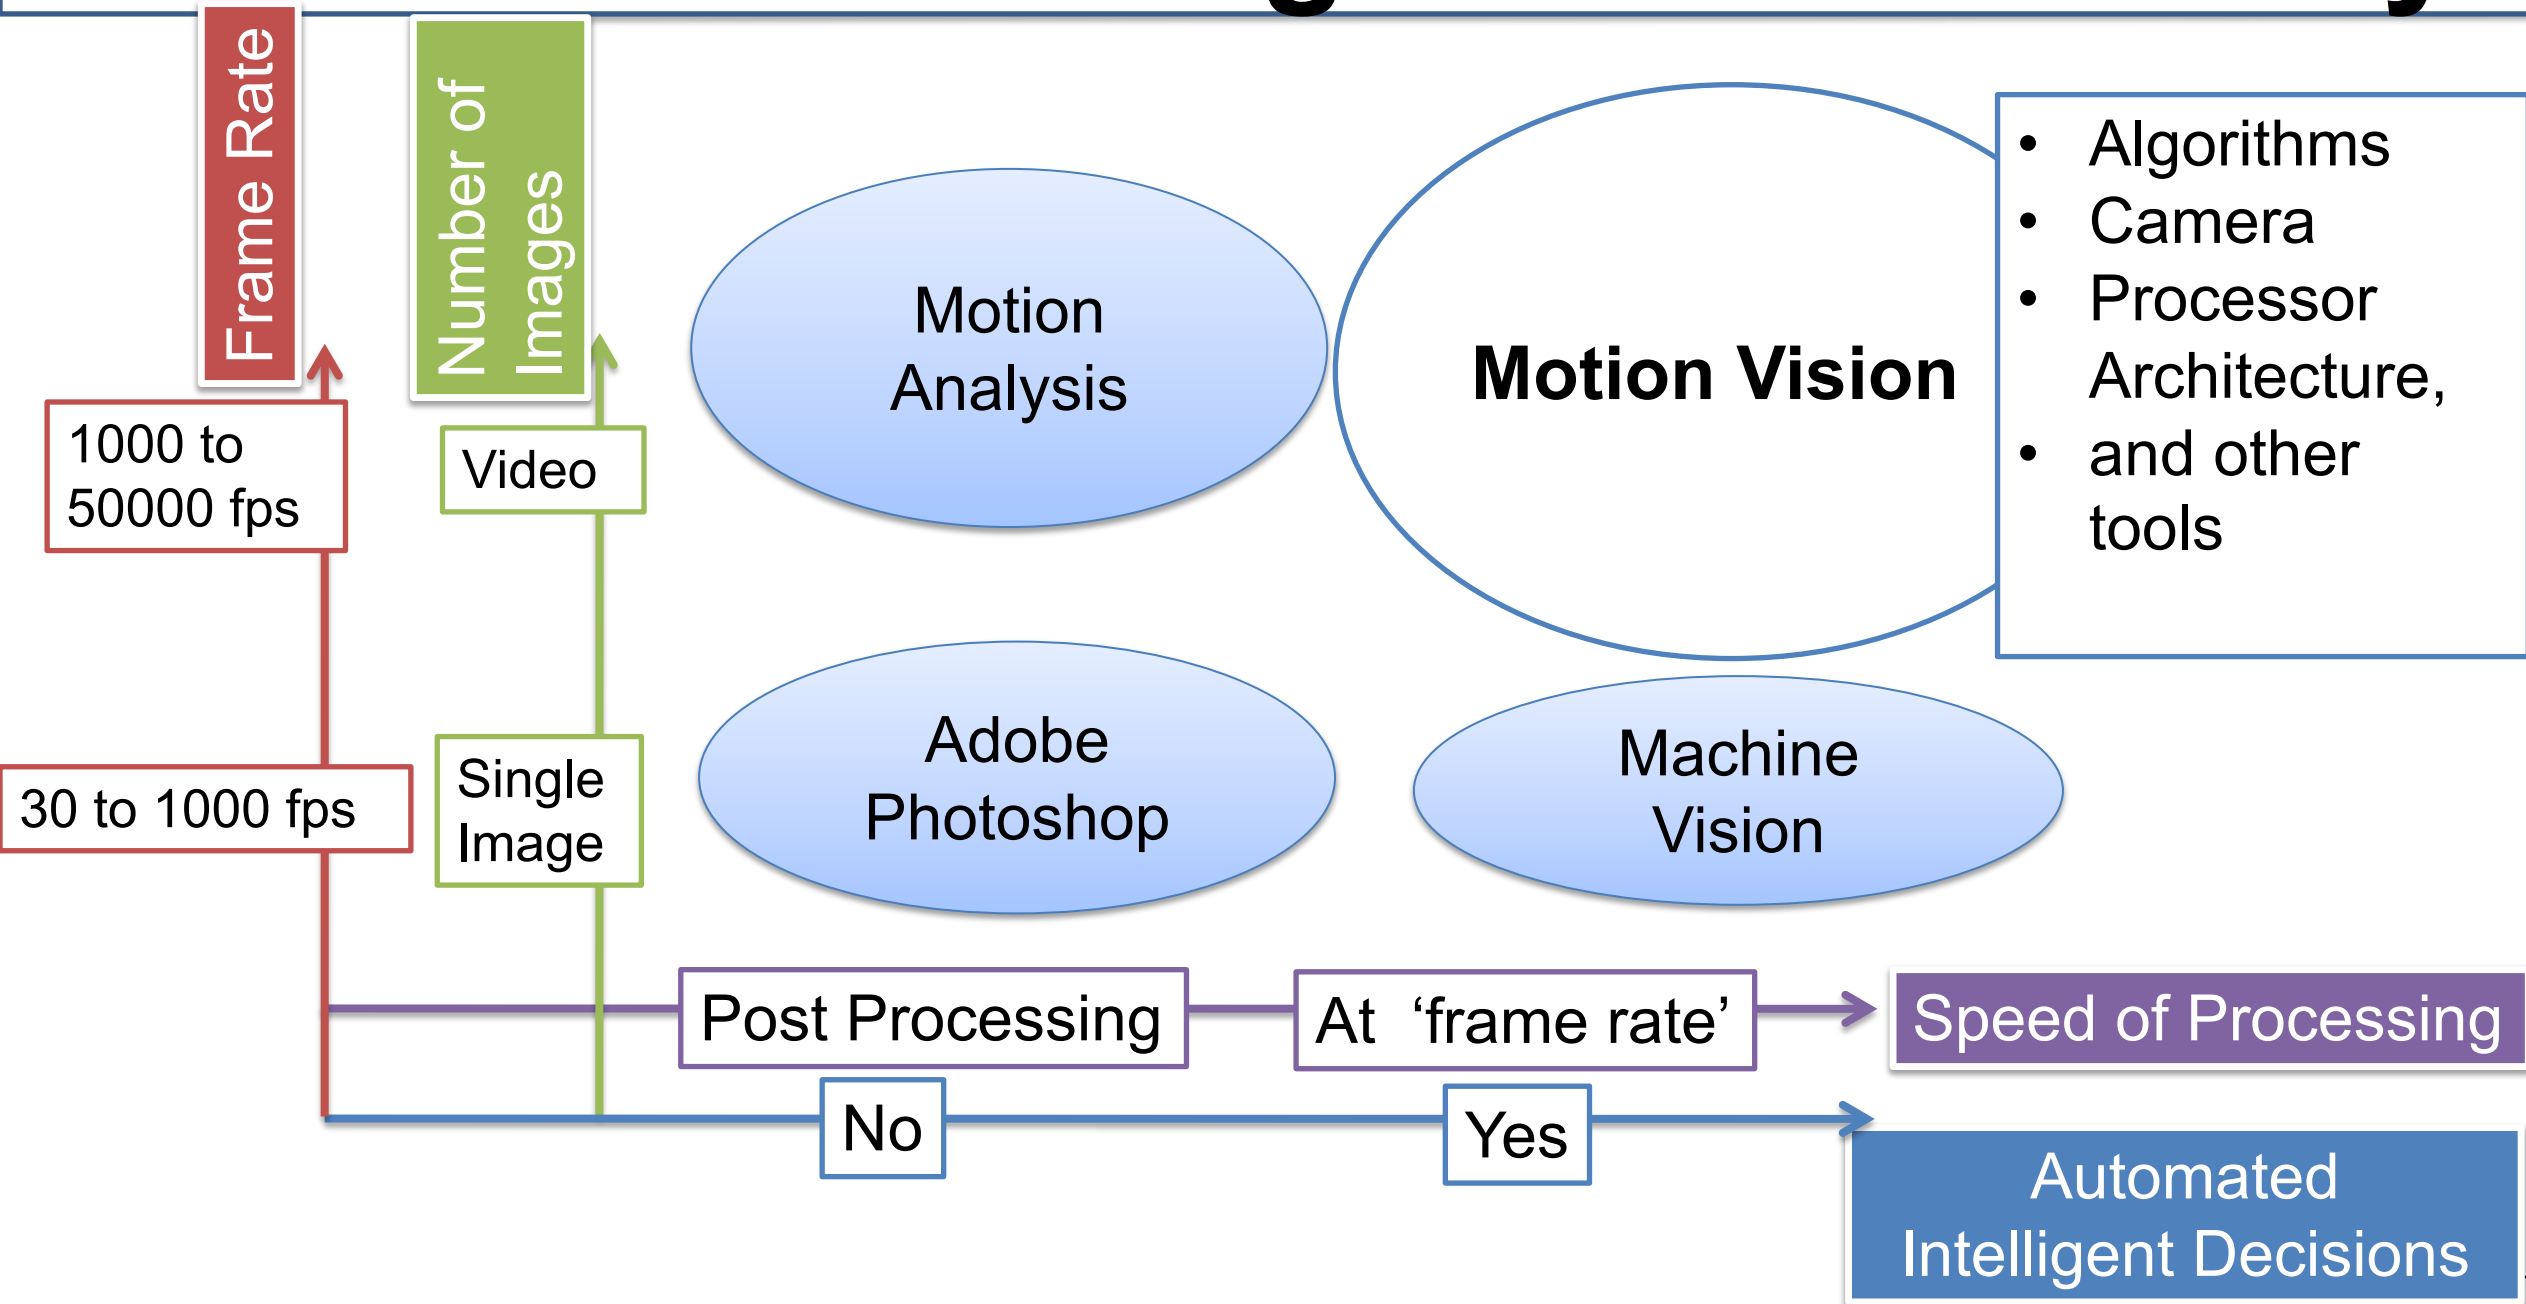 Frame Rate
Number of
Images
Motion
Analysis
Motion Vision
• Algorithms
• Camera
• Processor
Architecture,
• and other
tools
1000 to
50000 fps
Video
Adobe
Photoshop
Machine
Vision
30 to 1000 fps
Single
Image
Post Processing
At ‘frame rate’
Speed of Processing
No
Yes
Automated
Intelligent Decisions